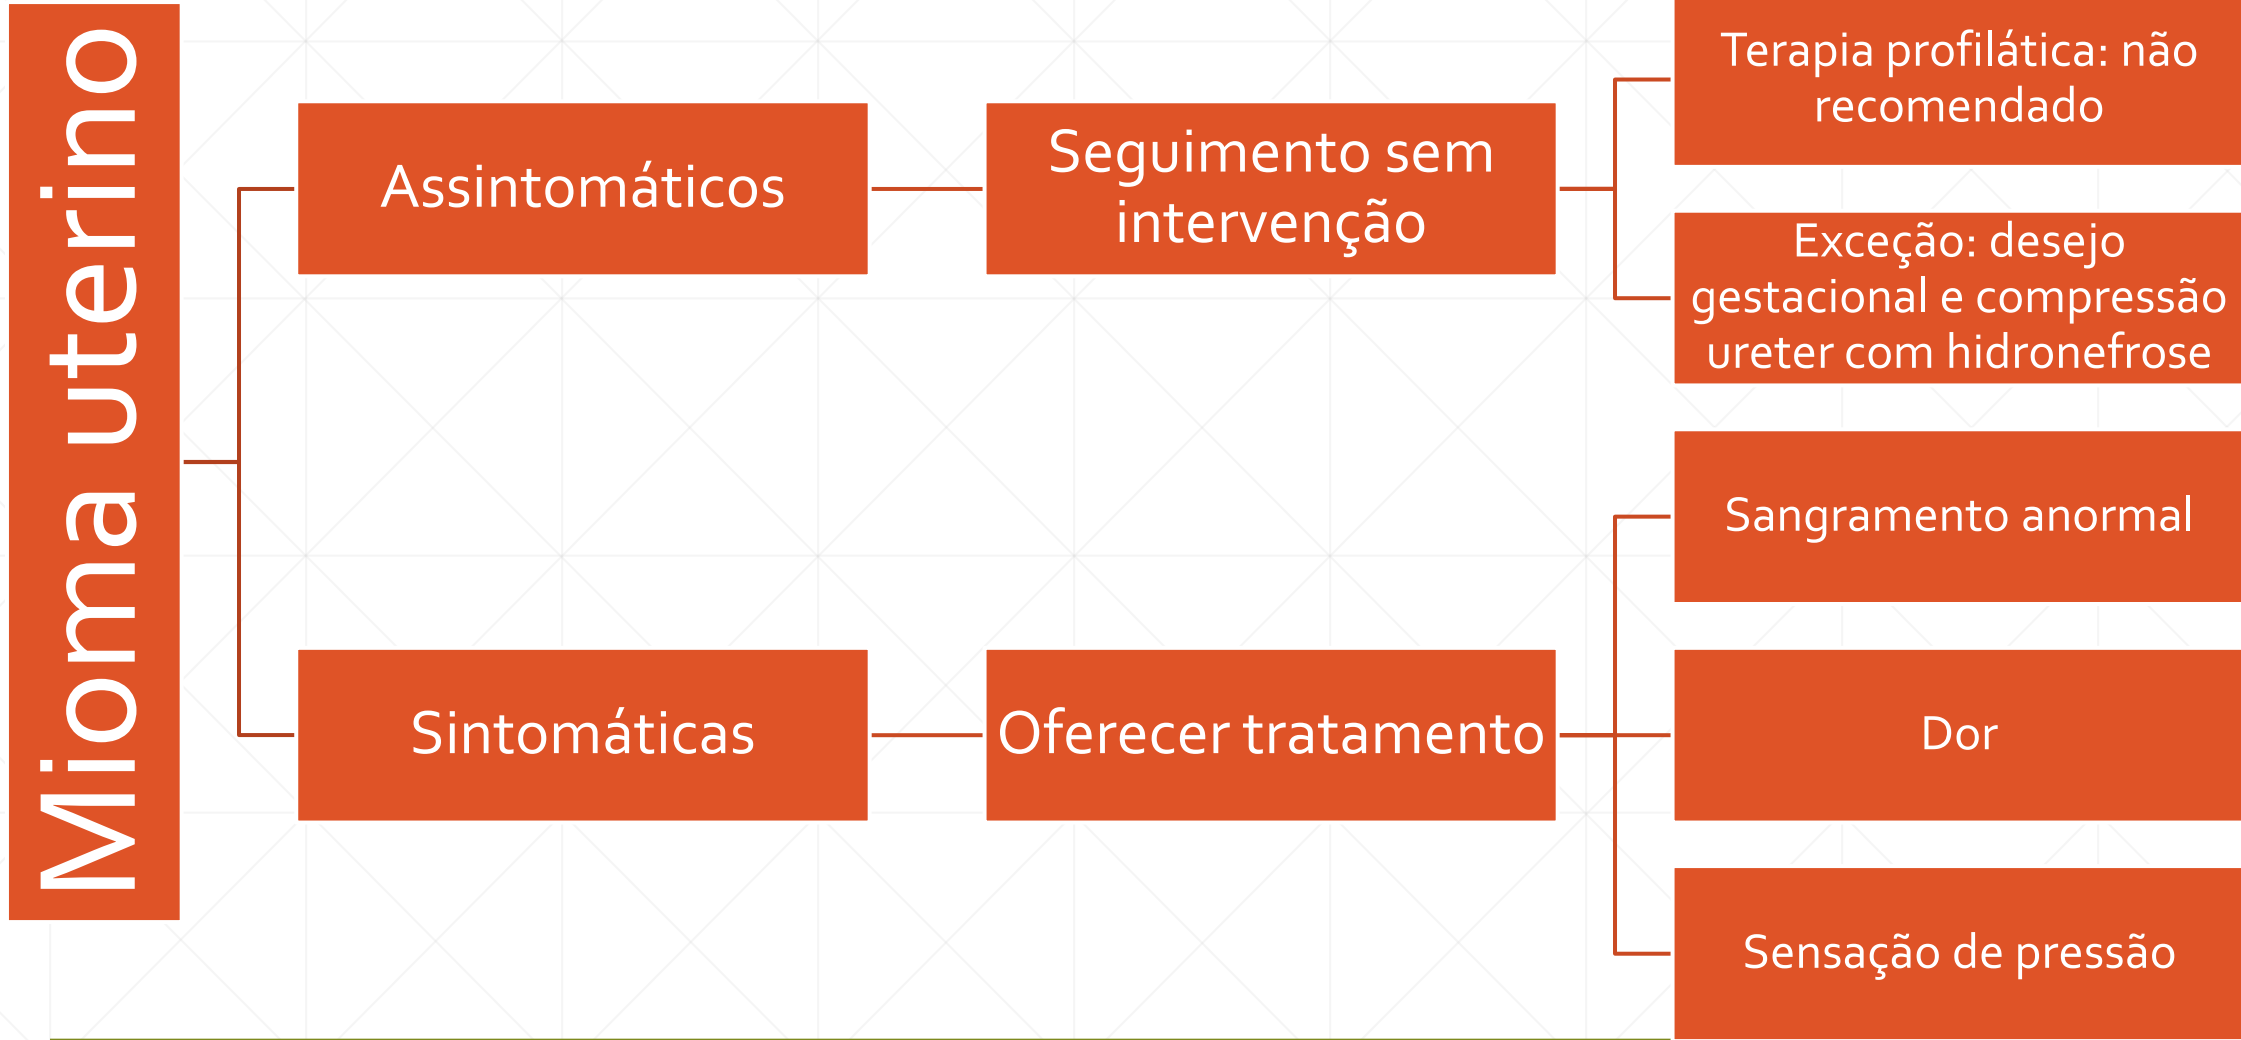 Mioma uterino
Assintomáticos
Seguimento sem
intervenção
Terapia profilática: não
recomendado
Exceção: desejo
gestacional e compressão
ureter com hidronefrose
Sintomáticas
Oferecer tratamento
Sangramento anormal
Dor
Sensação de pressão